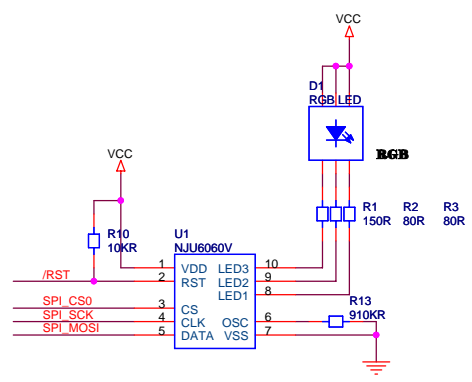 VCC
D1
RGB LED
RGB
VCC
R1 R2 R3
150R 80R 80R
R10
10KR
U1
NJU6060V
/RST
1 VDD LED3 10
2 RST LED2 9
LED1 8
SPI_CS0 3 CS
SPI_SCK 4 CLK OSC 6
SPI_MOSI 5 DATA VSS 7
R13
910KR